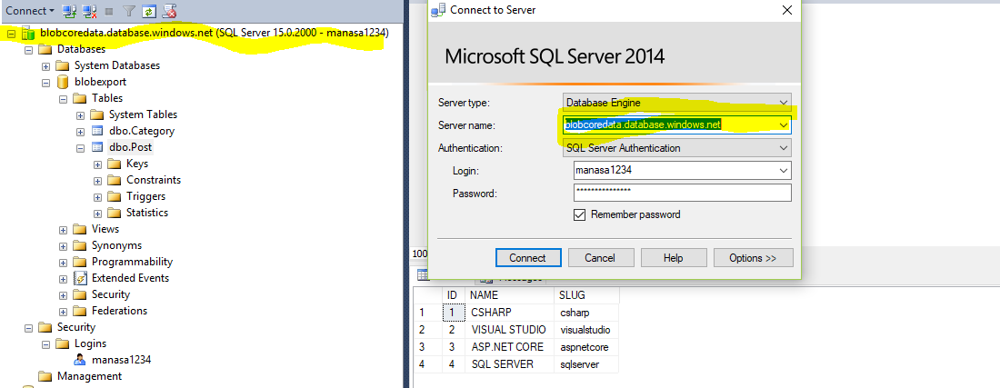 Connect
blobcoredata.database.windows.net (SQL Server 15.0.2000 - manasa1234)
Databases
System Databases
blobexport
Tables
System Tables
dbo.Category
dbo.Post
Keys
Constraints
Triggers
Statistics
Views
Synonyms
Programmability
Extended Events
Security
Federations
Security
Logins
manasa1234
Management
Connect to Server
Microsoft SQL Server 2014
Server type: Database Engine
Server name: blobcoredata.database.windows.net
Authentication: SQL Server Authentication
Login: manasa1234
Password: ***************
Remember password
Connect Cancel Help Options >>
100
Messages
ID NAME SLUG
1 1 CSHARP csharp
2 2 VISUAL STUDIO visualstudio
3 3 ASP.NET CORE aspnetcore
4 4 SQL SERVER sqlserver